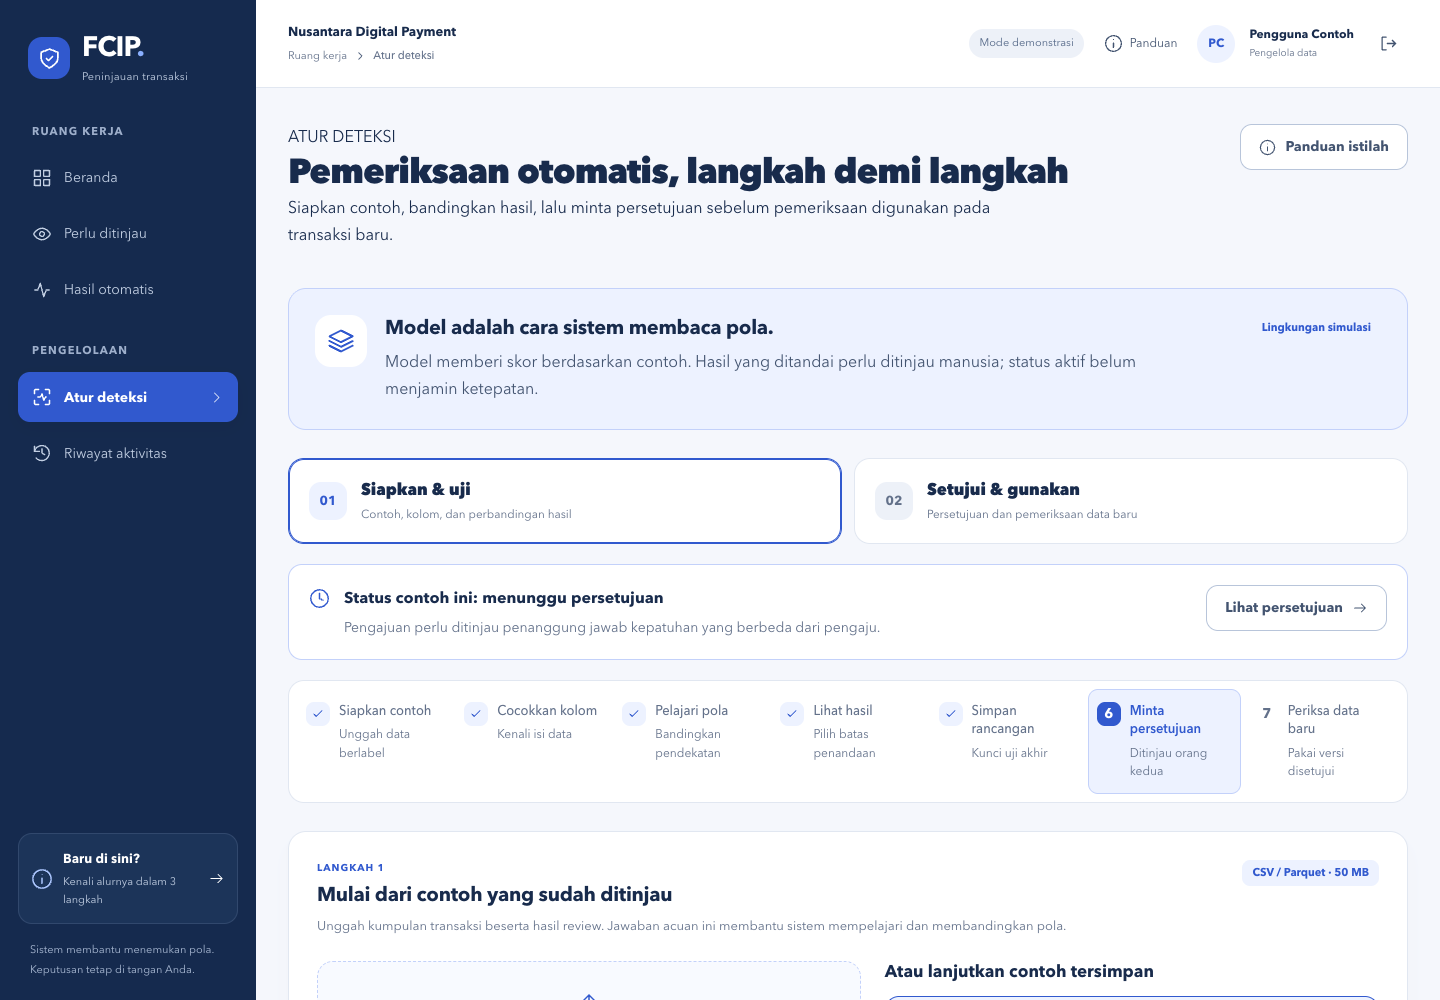 FCIP.
Peninjauan transaksi
RUANG KERJA
Beranda
Perlu ditinjau
Hasil otomatis
PENGELOLAAN
Atur deteksi
Riwayat aktivitas
Baru di sini?
Kenali alurnya dalam 3
langkah
Sistem membantu menemukan pola.
Keputusan tetap di tangan Anda.
Nusantara Digital Payment
Ruang kerja > Atur deteksi
Mode demonstrasi
Panduan
PC
Pengguna Contoh
Pengelola data
ATUR DETEKSI
Pemeriksaan otomatis, langkah demi langkah
Siapkan contoh, bandingkan hasil, lalu minta persetujuan sebelum pemeriksaan digunakan pada
transaksi baru.
Panduan istilah
Model adalah cara sistem membaca pola.
Model memberi skor berdasarkan contoh. Hasil yang ditandai perlu ditinjau manusia; status aktif belum
menjamin ketepatan.
Lingkungan simulasi
01
Siapkan & uji
Contoh, kolom, dan perbandingan hasil
02
Setujui & gunakan
Persetujuan dan pemeriksaan data baru
Status contoh ini: menunggu persetujuan
Pengajuan perlu ditinjau penanggung jawab kepatuhan yang berbeda dari pengaju.
Lihat persetujuan
Siapkan contoh
Unggah data
berlabel
Cocokkan kolom
Kenali isi data
Pelajari pola
Bandingkan
pendekatan
Lihat hasil
Pilih batas
penandaan
Simpan
rancangan
Kunci uji akhir
6
Minta
persetujuan
Ditinjau orang
kedua
7
Periksa data
baru
Pakai versi
disetujui
LANGKAH 1
Mulai dari contoh yang sudah ditinjau
Unggah kumpulan transaksi beserta hasil review. Jawaban acuan ini membantu sistem mempelajari dan membandingkan pola.
CSV / Parquet · 50 MB
Atau lanjutkan contoh tersimpan